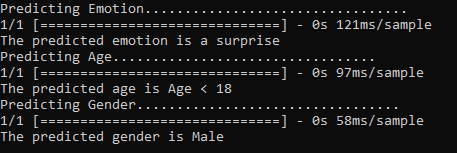 Predicting Emotion.................................
1/1 [==============================] - 0s 121ms/sample
The predicted emotion is a surprise
Predicting Age.................................
1/1 [==============================] - 0s 97ms/sample
The predicted age is Age < 18
Predicting Gender.................................
1/1 [==============================] - 0s 58ms/sample
The predicted gender is Male